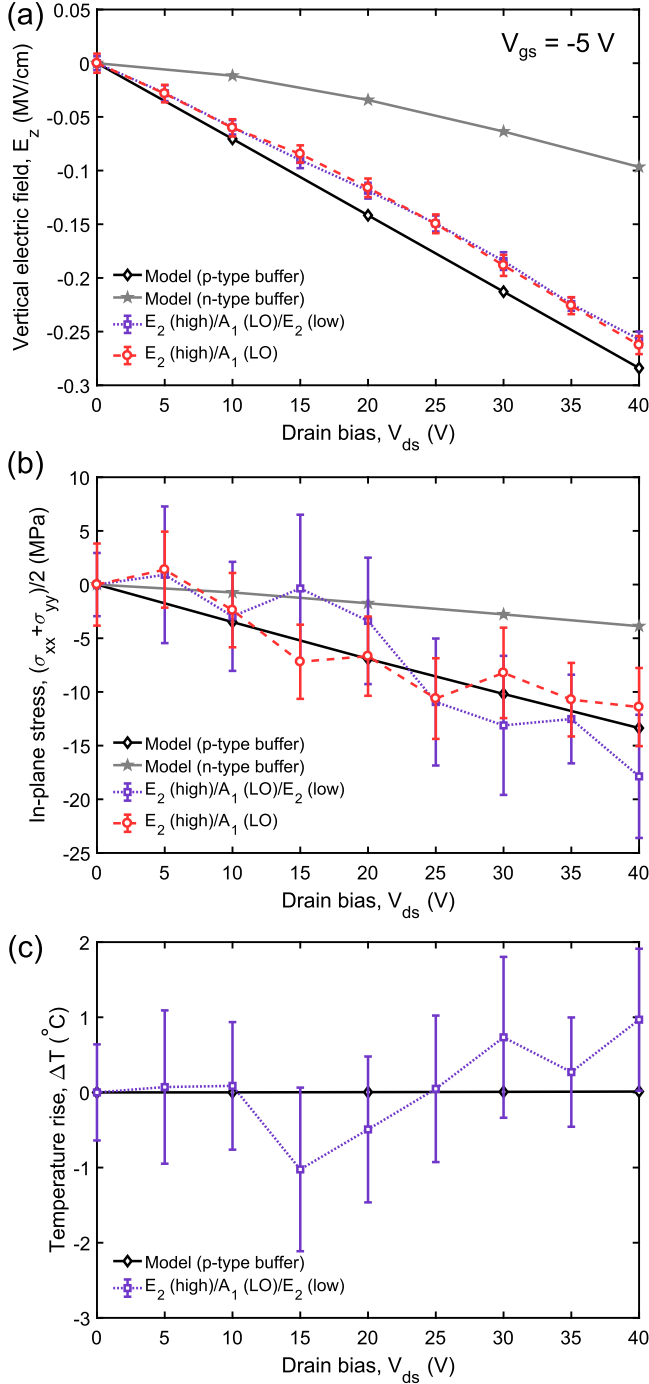 (a)
V_gs = -5 V
Vertical electric field, E_z (MV/cm)
0.05
0
-0.05
-0.1
-0.15
-0.2
-0.25
-0.3
Model (p-type buffer)
Model (n-type buffer)
E_2 (high)/A_1 (LO)/E_2 (low)
E_2 (high)/A_1 (LO)
0 5 10 15 20 25 30 35 40
Drain bias, V_ds (V)
(b)
In-plane stress, (σ_xx+σ_yy)/2 (MPa)
10
5
0
-5
-10
-15
-20
-25
Model (p-type buffer)
Model (n-type buffer)
E_2 (high)/A_1 (LO)/E_2 (low)
E_2 (high)/A_1 (LO)
0 5 10 15 20 25 30 35 40
Drain bias, V_ds (V)
(c)
Temperature rise, ΔT (°C)
2
1
0
-1
-2
-3
Model (p-type buffer)
E_2 (high)/A_1 (LO)/E_2 (low)
0 5 10 15 20 25 30 35 40
Drain bias, V_ds (V)